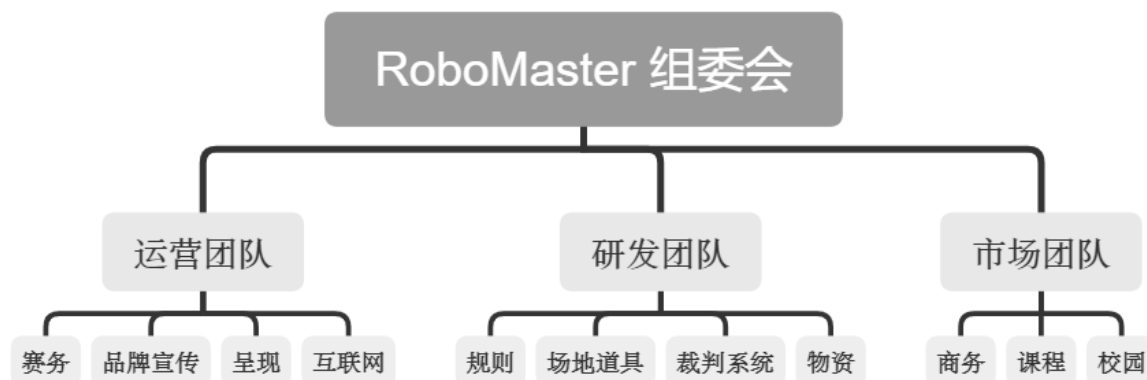 RoboMaster 组委会
运营团队 研发团队 市场团队
赛务 品牌宣传 呈现 互联网 规则 场地道具 裁判系统 物资 商务 课程 校园